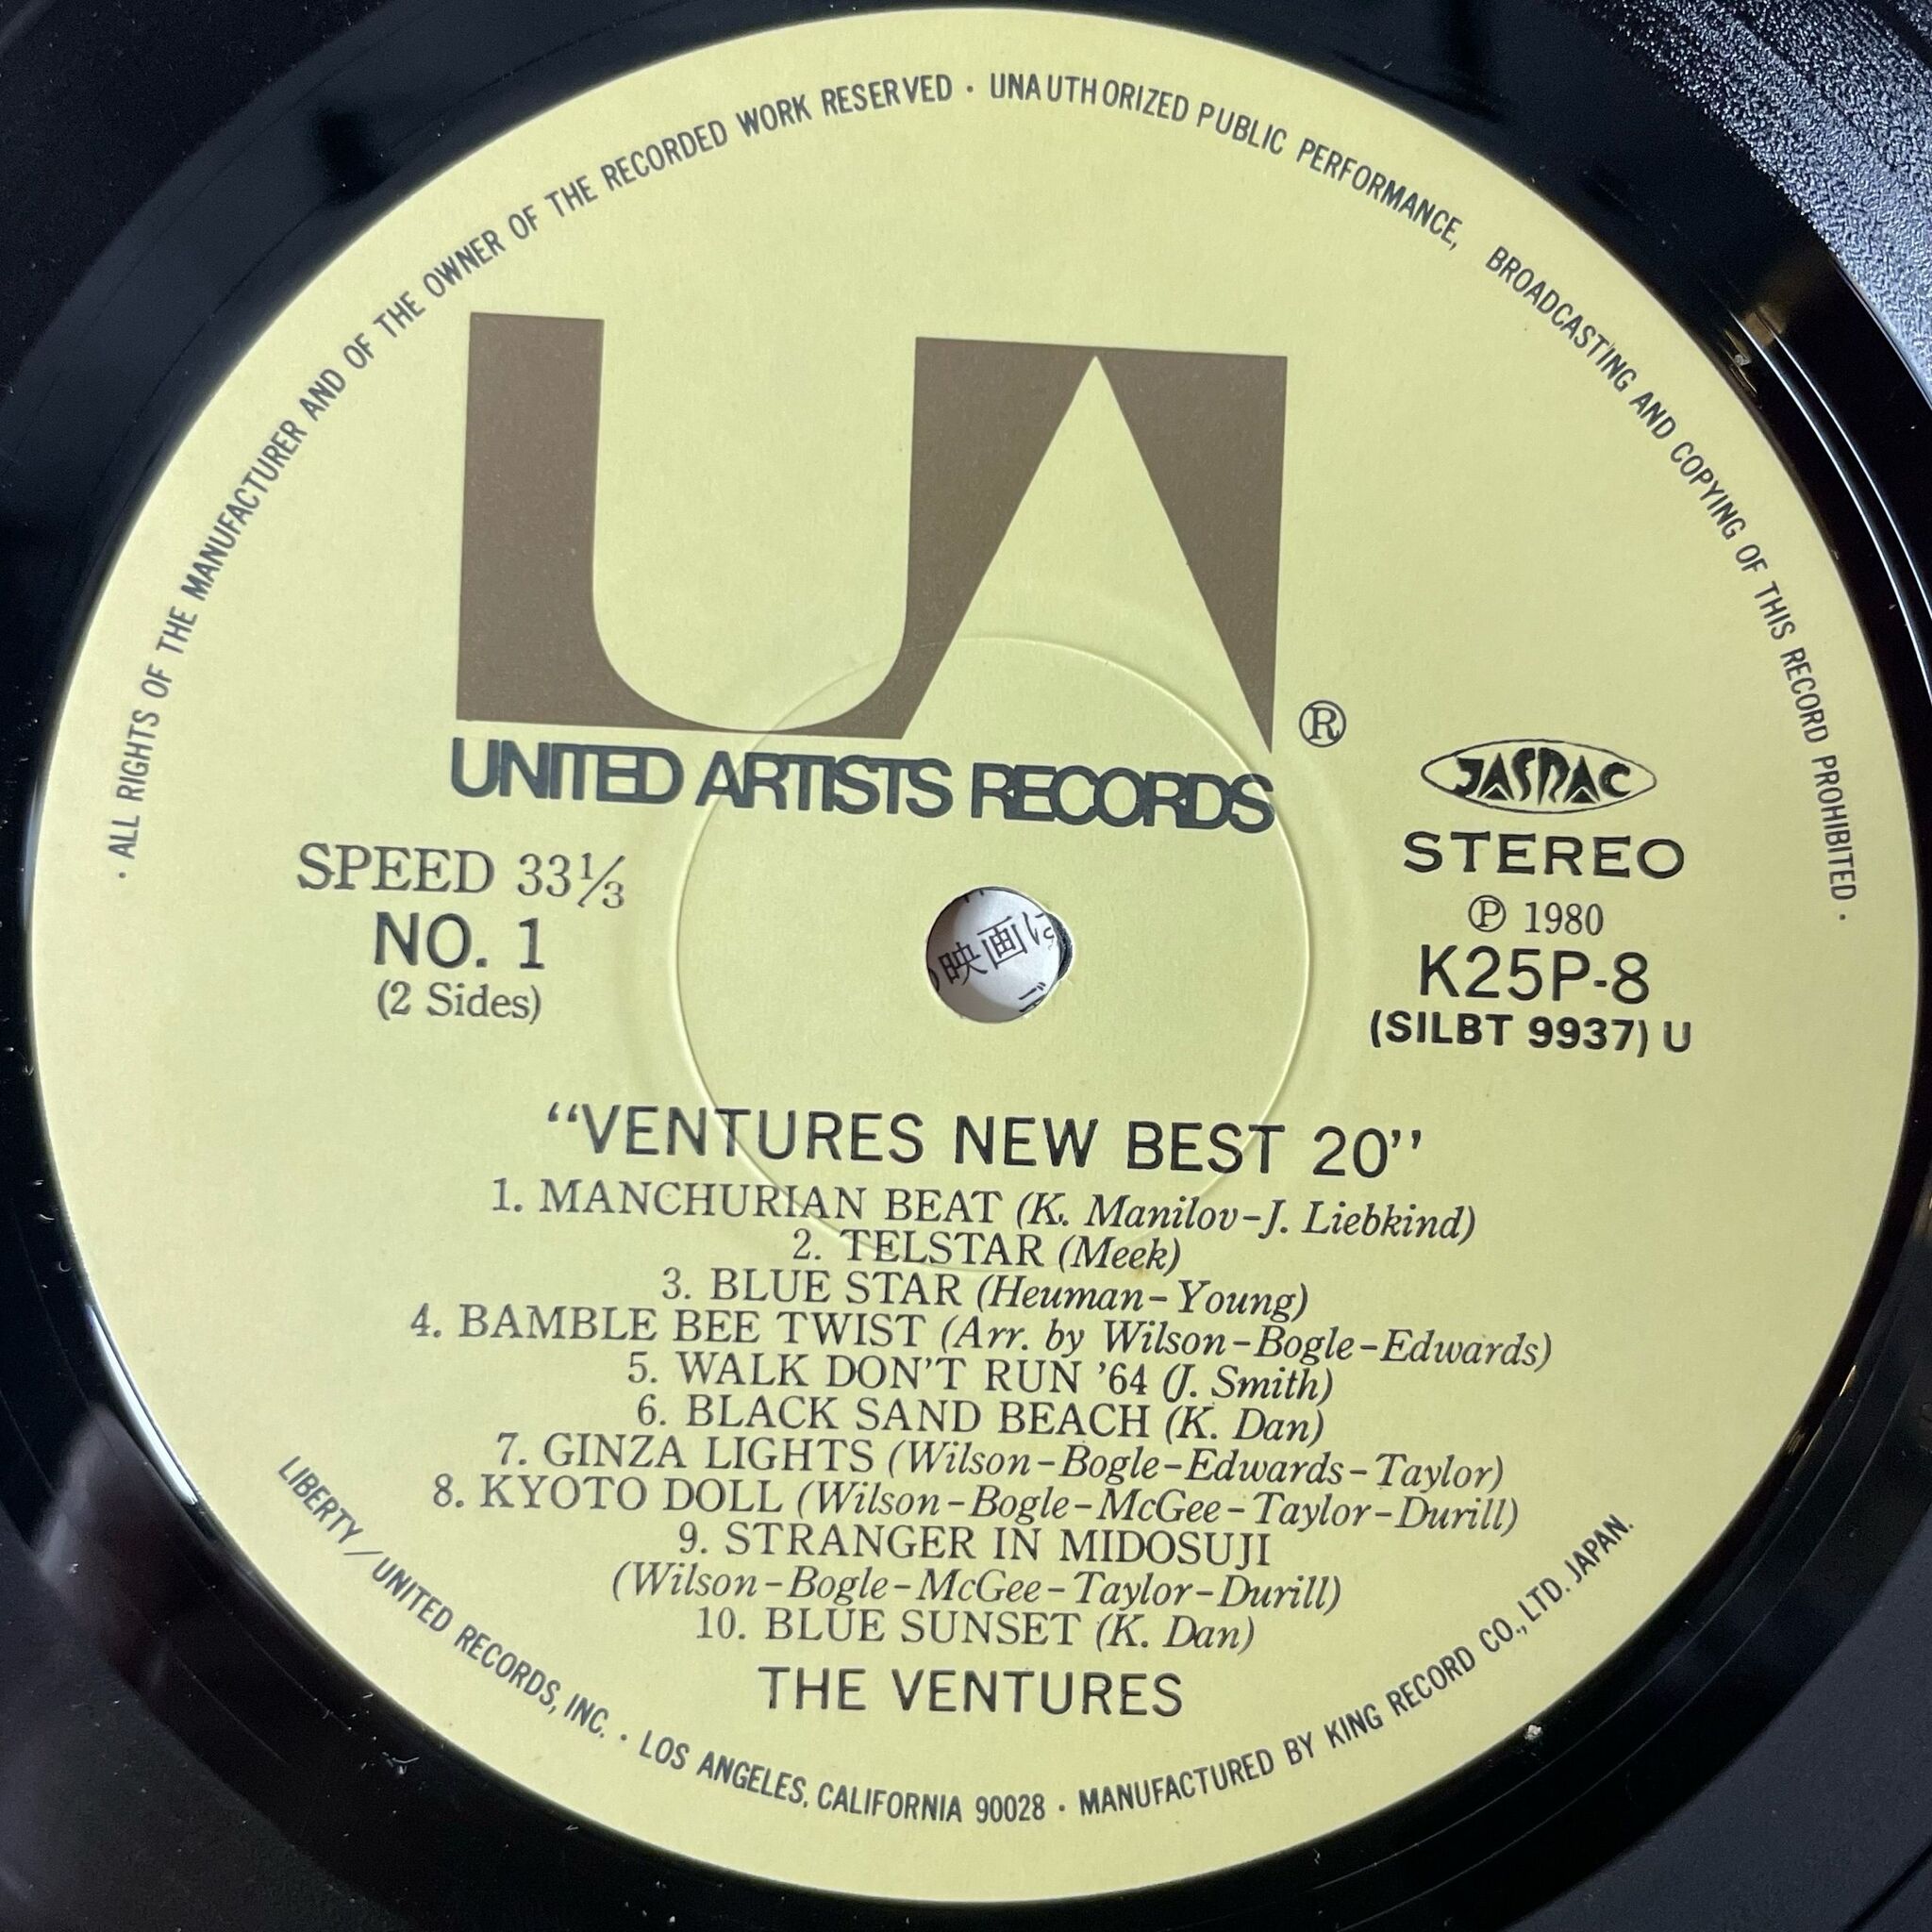 · ALL RIGHTS OF THE MANUFACTURER AND OF THE OWNER OF THE RECORDED WORK RESERVED · UNAUTHORIZED PUBLIC PERFORMANCE, BROADCASTING AND COPYING OF THIS RECORD PROHIBITED ·
UA
®
UNITED ARTISTS RECORDS
SPEED 33⅓
NO. 1
(2 Sides)
JASRAC
STEREO
Ⓟ 1980
K25P-8
(SILBT 9937) U
映画は
“VENTURES NEW BEST 20”
1. MANCHURIAN BEAT (K. Manilov-J. Liebkind)
2. TELSTAR (Meek)
3. BLUE STAR (Heuman-Young)
4. BAMBLE BEE TWIST (Arr. by Wilson-Bogle-Edwards)
5. WALK DON'T RUN '64 (J. Smith)
6. BLACK SAND BEACH (K. Dan)
7. GINZA LIGHTS (Wilson-Bogle-Edwards-Taylor)
8. KYOTO DOLL (Wilson-Bogle-McGee-Taylor-Durill)
9. STRANGER IN MIDOSUJI
(Wilson-Bogle-McGee-Taylor-Durill)
10. BLUE SUNSET (K. Dan)
THE VENTURES
LIBERTY / UNITED RECORDS, INC. · LOS ANGELES, CALIFORNIA 90028 · MANUFACTURED BY KING RECORD CO., LTD. JAPAN.